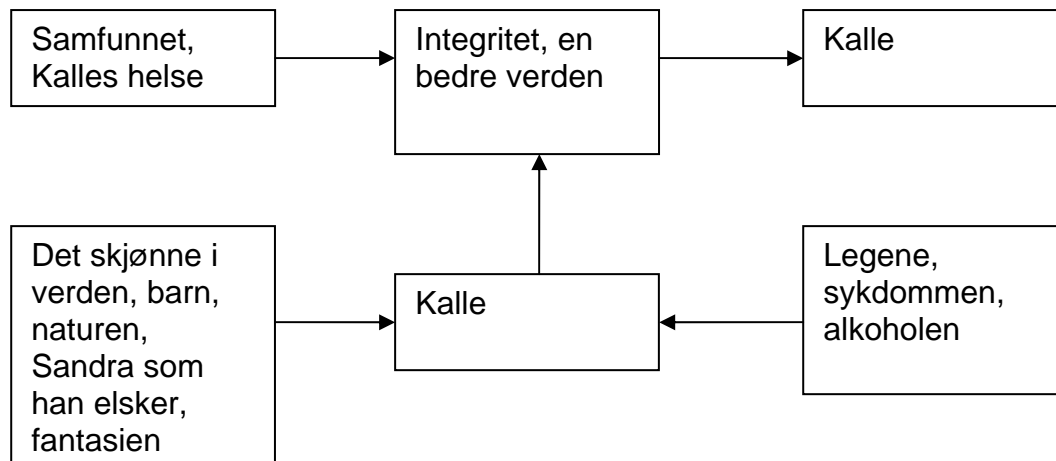 Samfunnet,
Kalles helse
Integritet, en
bedre verden
Kalle
Det skjønne i
verden, barn,
naturen,
Sandra som
han elsker,
fantasien
Kalle
Legene,
sykdommen,
alkoholen